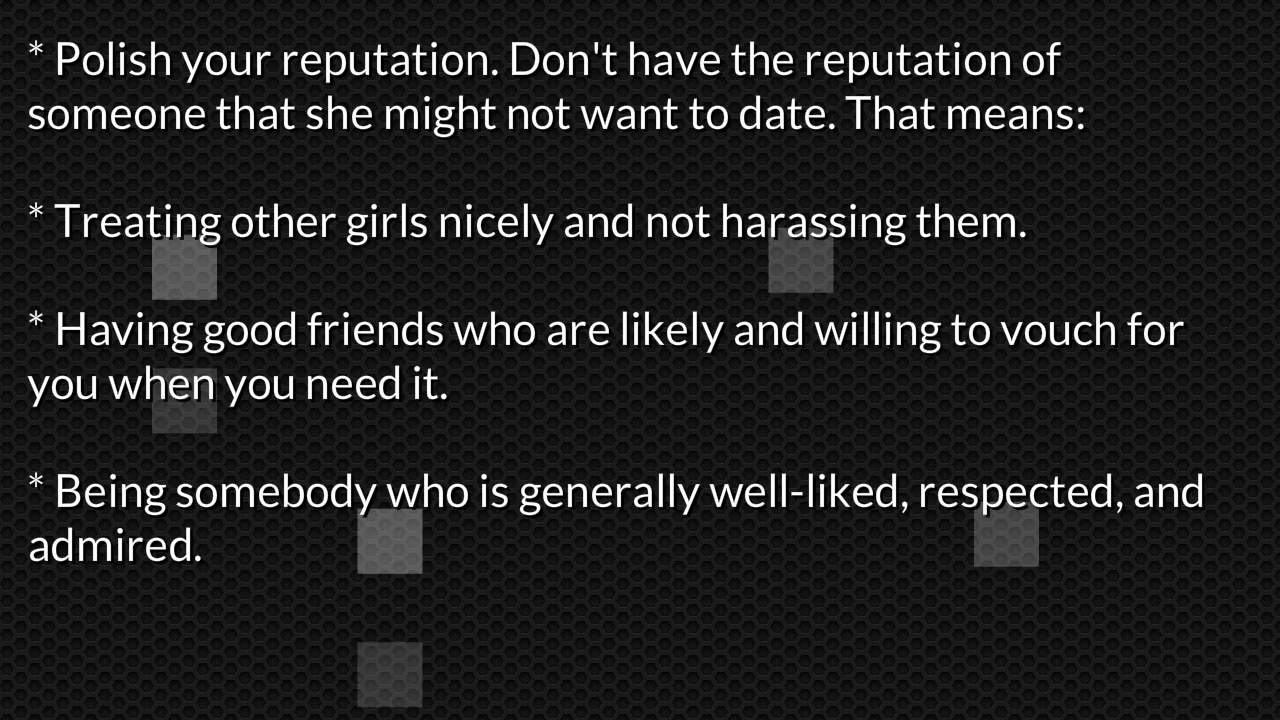 * Polish your reputation. Don't have the reputation of
someone that she might not want to date. That means:
* Treating other girls nicely and not harassing them.
* Having good friends who are likely and willing to vouch for
you when you need it.
* Being somebody who is generally well-liked, respected, and
admired.